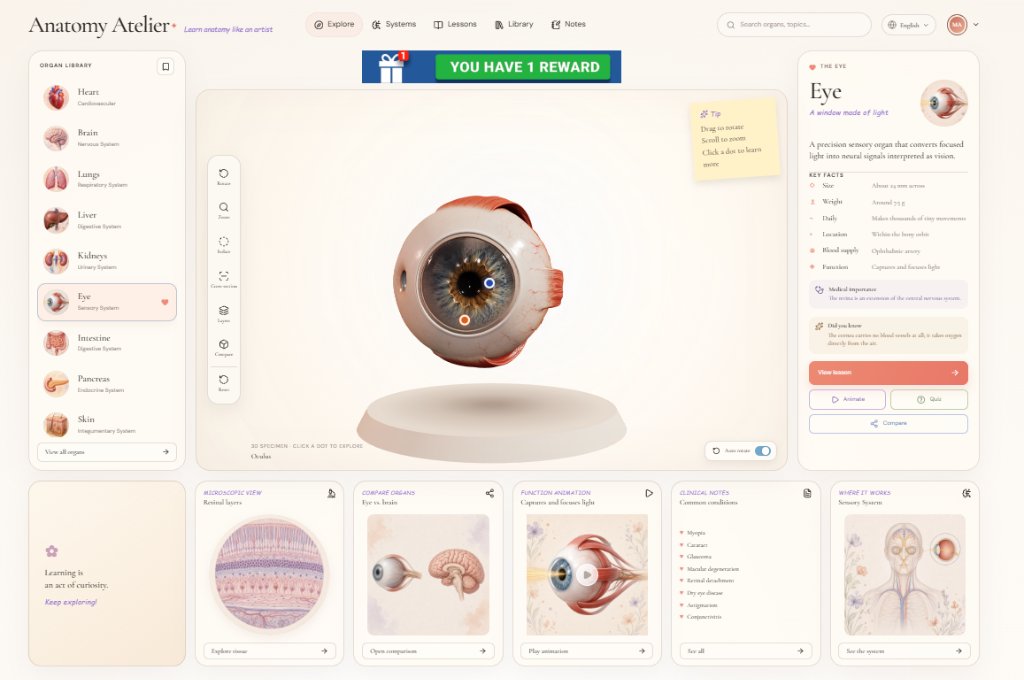 Anatomy Atelier
Learn anatomy like an artist
Explore
Systems
Lessons
Library
Notes
Search organs, topics...
English
MA
1
YOU HAVE 1 REWARD
ORGAN LIBRARY
Heart
Cardiovascular
Brain
Nervous System
Lungs
Respiratory System
Liver
Digestive System
Kidneys
Urinary System
Eye
Sensory System
Intestine
Digestive System
Pancreas
Endocrine System
Skin
Integumentary System
View all organs
Rotate
Zoom
Isolate
Cross-section
Layers
Compare
Reset
Tip
Drag to rotate
Scroll to zoom
Click a dot to learn
more
3D SPECIMEN · CLICK A DOT TO EXPLORE
Oculus
Auto rotate
THE EYE
Eye
A window made of light
A precision sensory organ that converts focused
light into neural signals interpreted as vision.
KEY FACTS
Size About 24 mm across
Weight Around 7.5 g
Daily Makes thousands of tiny movements
Location Within the bony orbit
Blood supply Ophthalmic artery
Function Captures and focuses light
Medical importance
The retina is an extension of the central nervous system.
Did you know
The cornea carries no blood vessels at all, it takes oxygen
directly from the air.
View lesson
Animate
Quiz
Compare
Learning is
an act of curiosity.
Keep exploring!
MICROSCOPIC VIEW
Retinal layers
Explore tissue
COMPARE ORGANS
Eye vs. brain
Open comparison
FUNCTION ANIMATION
Captures and focuses light
Play animation
CLINICAL NOTES
Common conditions
Myopia
Cataract
Glaucoma
Macular degeneration
Retinal detachment
Dry eye disease
Astigmatism
Conjunctivitis
See all
WHERE IT WORKS
Sensory System
See the system